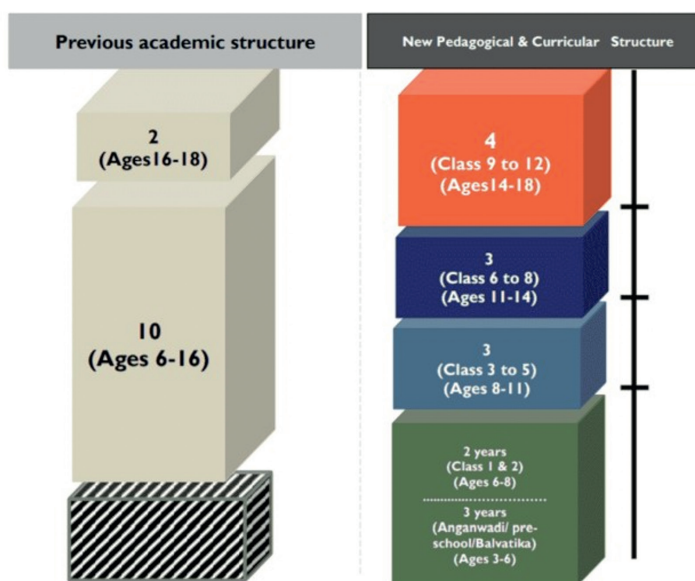 Previous academic structure
2
(Ages16-18)
10
(Ages 6-16)
New Pedagogical & Curricular Structure
4
(Class 9 to 12)
(Ages14-18)
3
(Class 6 to 8)
(Ages 11-14)
3
(Class 3 to 5)
(Ages 8-11)
2 years
(Class 1 & 2)
(Ages 6-8)
3 years
(Anganwadi/ pre-
school/Balvatika)
(Ages 3-6)